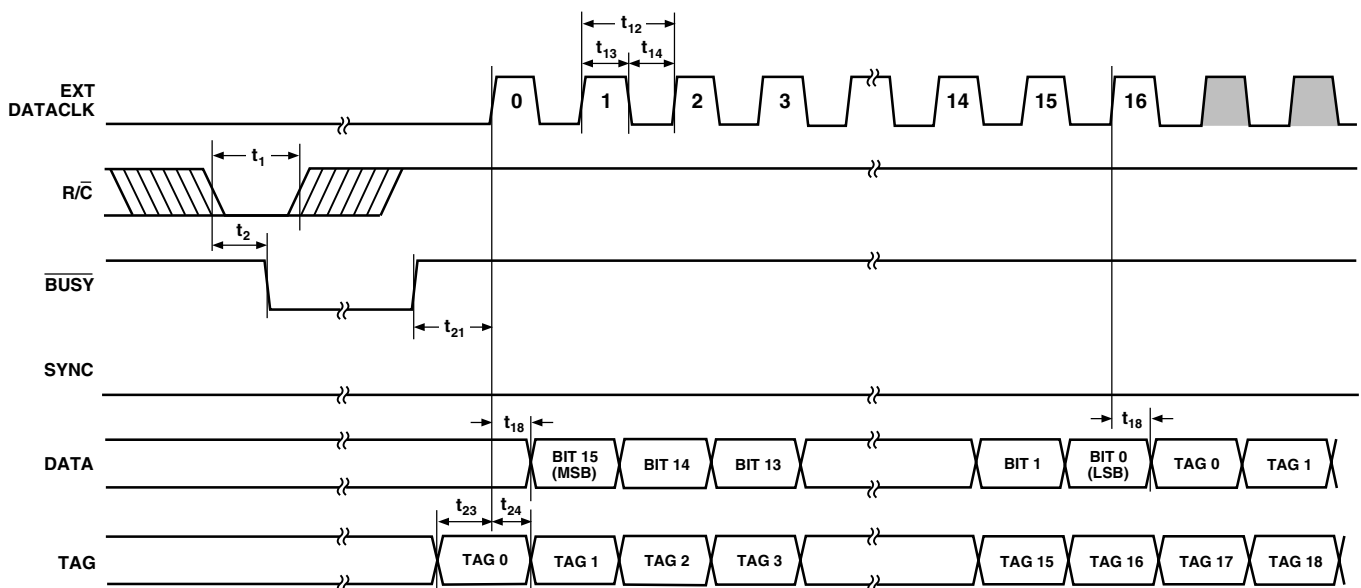 t12
t13 t14
EXT
DATACLK
0 1 2 3 14 15 16
t1
R/C̅
t2
B̅U̅S̅Y̅
t21
SYNC
t18 t18
DATA
BIT 15
(MSB)
BIT 14 BIT 13 BIT 1
BIT 0
(LSB)
TAG 0 TAG 1
t23 t24
TAG
TAG 0 TAG 1 TAG 2 TAG 3 TAG 15 TAG 16 TAG 17 TAG 18